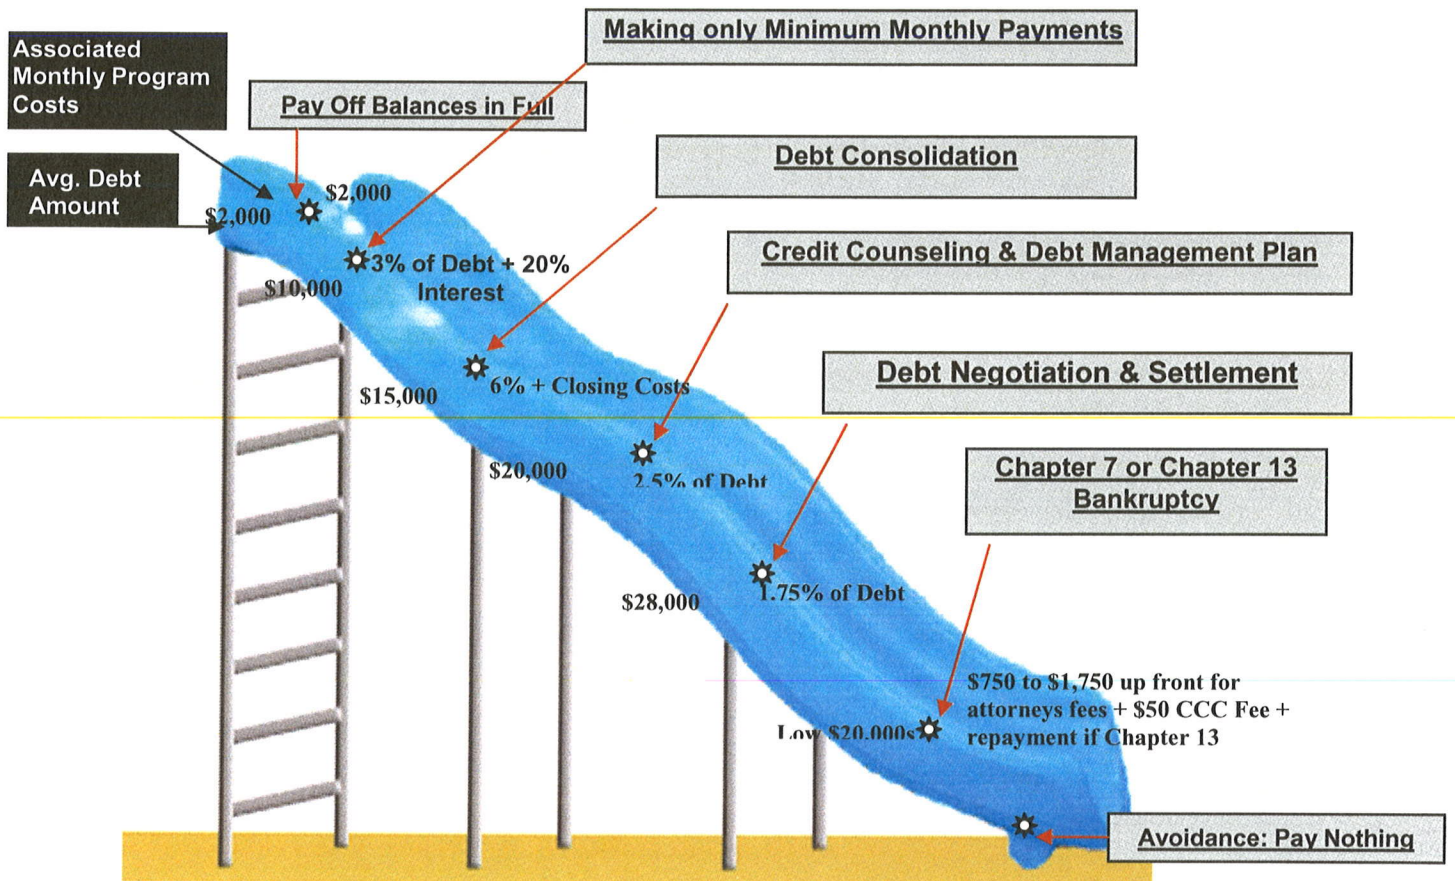 Making only Minimum Monthly Payments
Associated
Monthly Program
Costs
Pay Off Balances in Full
Debt Consolidation
Avg. Debt
Amount
$2,000
$2,000
Credit Counseling & Debt Management Plan
3% of Debt + 20%
Interest
$10,000
Debt Negotiation & Settlement
6% + Closing Costs
$15,000
Chapter 7 or Chapter 13
Bankruptcy
$20,000
2.5% of Debt
1.75% of Debt
$28,000
$750 to $1,750 up front for
attorneys fees + $50 CCC Fee +
repayment if Chapter 13
Low $20,000s
Avoidance: Pay Nothing